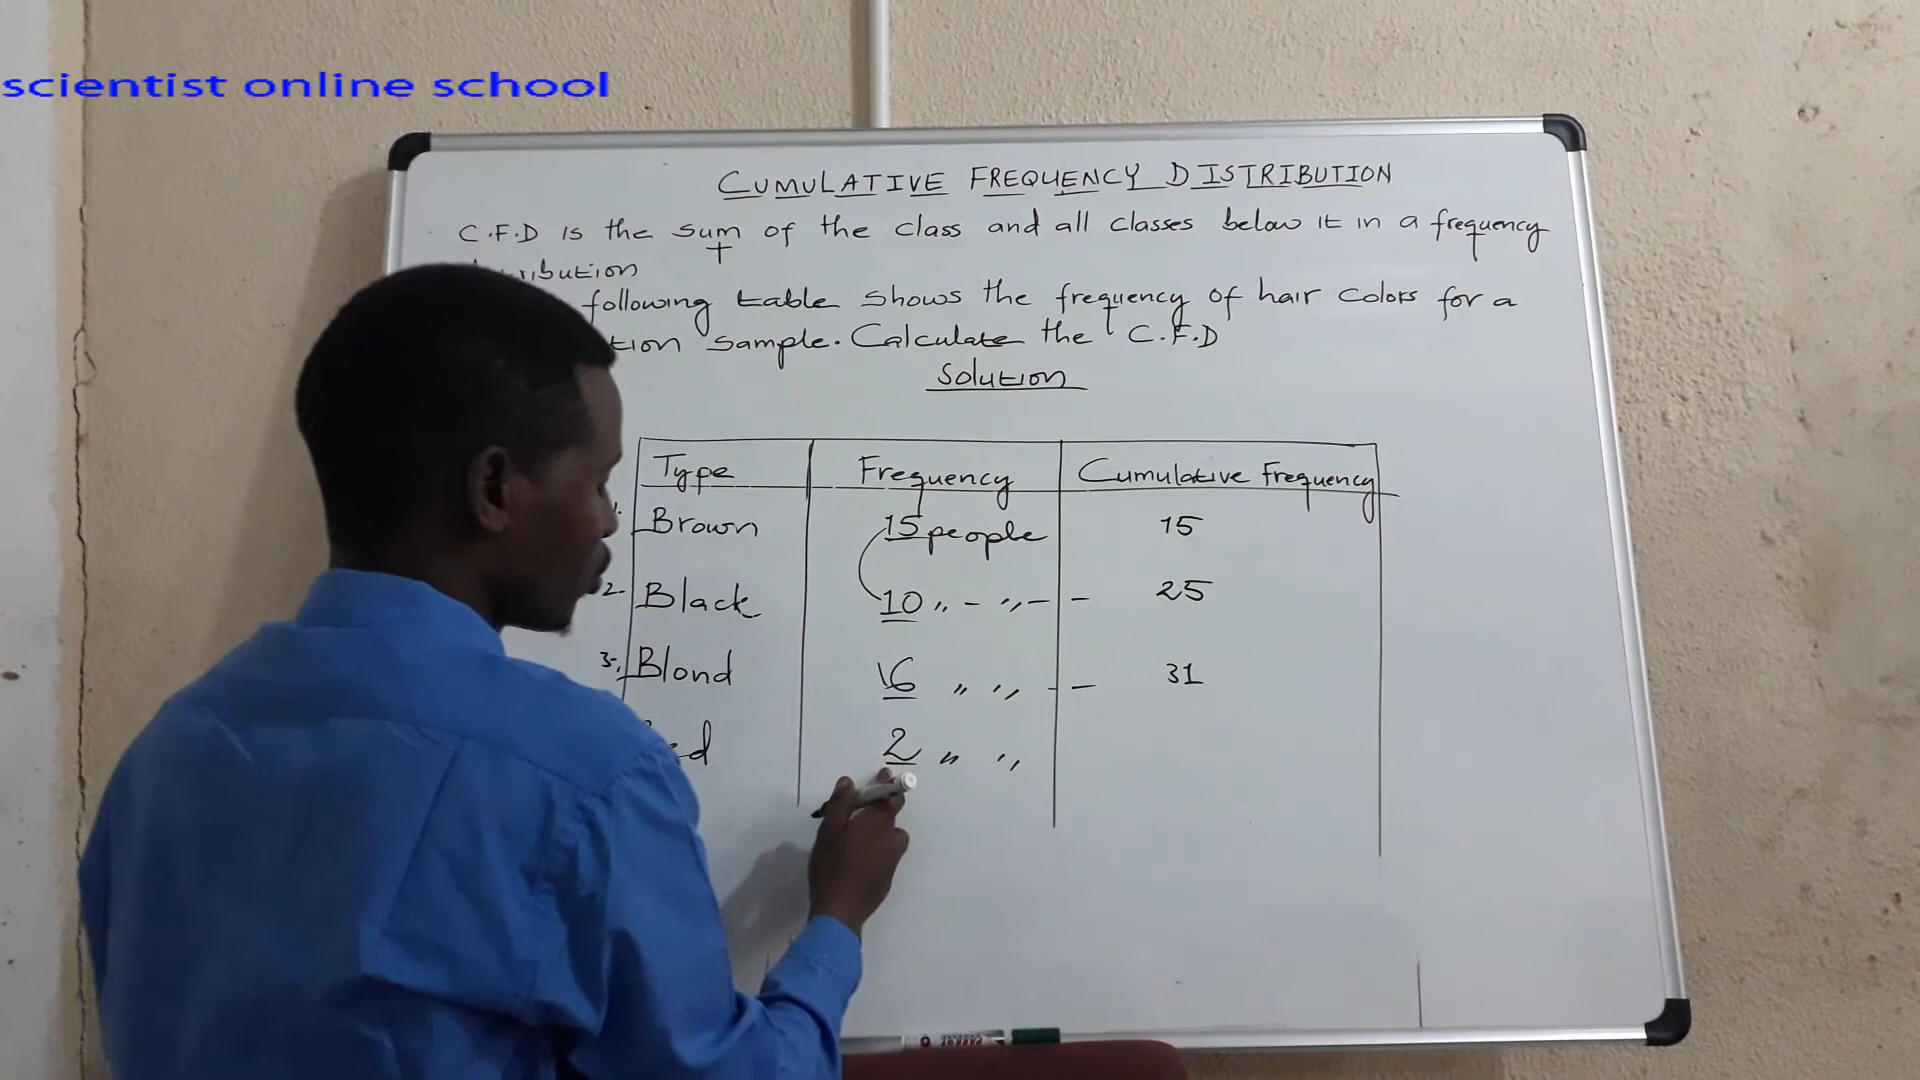 scientist online school
CUMULATIVE FREQUENCY DISTRIBUTION
C.F.D is the sum of the class and all classes below it in a frequency
+
following table shows the frequency of hair colors for a
sample. Calculate the C.F.D
Solution
Type Frequency Cumulative Frequency
Brown 15 people 15
2. Black 10 ,, - ,, - - 25
3. Blond 6 ,, ,, - - 31
2 ,, ,,